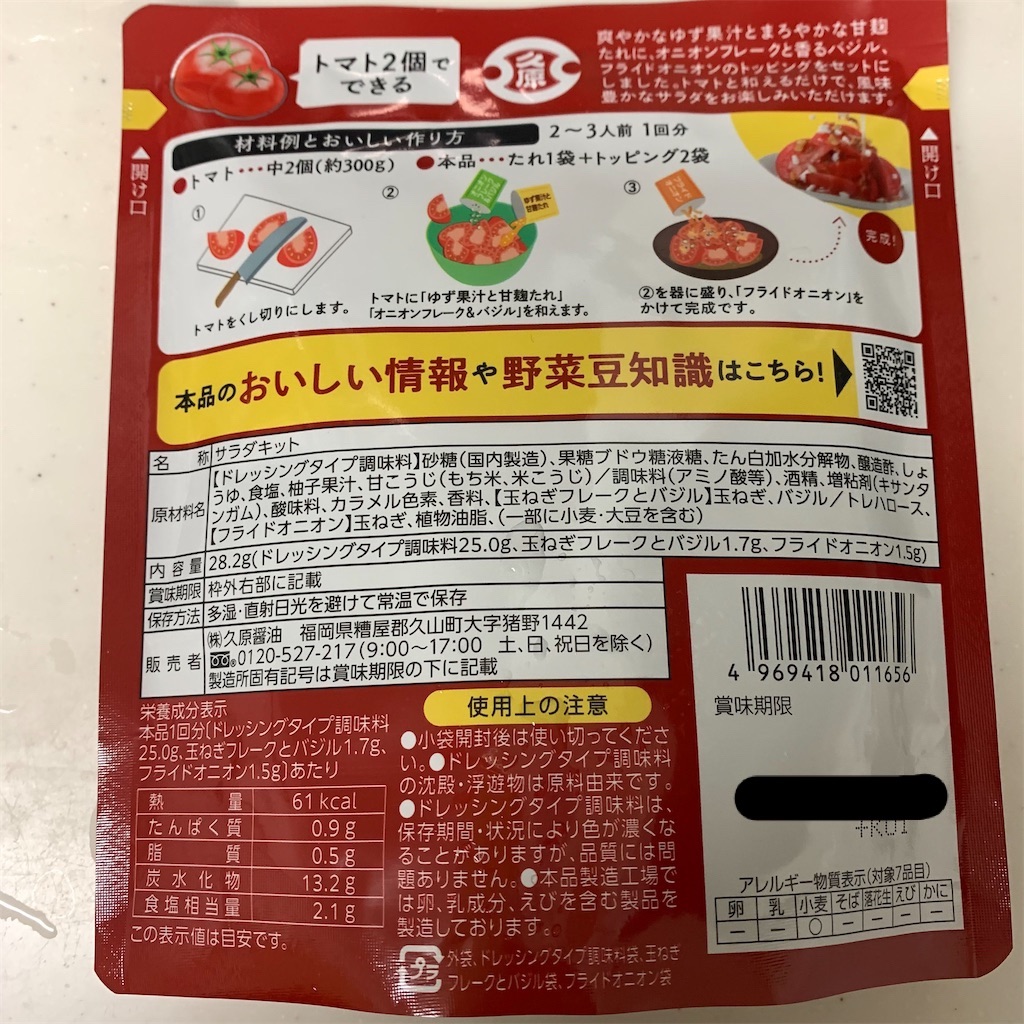 トマト2個で
できる
久原
爽やかなゆず果汁とまろやかな甘麹
たれに、オニオンフレークと香るバジル、
フライドオニオンのトッピングをセットに
しました。トマトと和えるだけで、風味
豊かなサラダをお楽しみいただけます。
▲開け口
▲開け口
材料例とおいしい作り方
2〜3人前 1回分
●トマト・・・中2個(約300g) ●本品・・・たれ1袋+トッピング2袋
①
②
③
ゆず果汁と
甘麹たれ
完成!
トマトをくし切りにします。
トマトに「ゆず果汁と甘麹たれ」
「オニオンフレーク&バジル」を和えます。
②を器に盛り、「フライドオニオン」を
かけて完成です。
本品のおいしい情報や野菜豆知識はこちら!
名称 サラダキット
原材料名 【ドレッシングタイプ調味料】砂糖(国内製造)、果糖ブドウ糖液糖、たん白加水分解物、醸造酢、しょ
うゆ、食塩、柚子果汁、甘こうじ(もち米、米こうじ)/調味料(アミノ酸等)、酒精、増粘剤(キサンタ
ンガム)、酸味料、カラメル色素、香料、【玉ねぎフレークとバジル】玉ねぎ、バジル/トレハロース、
【フライドオニオン】玉ねぎ、植物油脂、(一部に小麦・大豆を含む)
内容量 28.2g(ドレッシングタイプ調味料25.0g、玉ねぎフレークとバジル1.7g、フライドオニオン1.5g)
賞味期限 枠外右部に記載
保存方法 多湿・直射日光を避けて常温で保存
販売者 ㈱久原醤油 福岡県糟屋郡久山町大字猪野1442
0120-527-217(9:00〜17:00 土、日、祝日を除く)
製造所固有記号は賞味期限の下に記載
4 969418 011656
賞味期限
+K01
アレルギー物質表示(対象7品目)
卵 乳 小麦 そば 落花生 えび かに
ー ー ○ ー ー ー ー
栄養成分表示
本品1回分(ドレッシングタイプ調味料
25.0g、玉ねぎフレークとバジル1.7g、
フライドオニオン1.5g)あたり
熱量 61kcal
たんぱく質 0.9g
脂質 0.5g
炭水化物 13.2g
食塩相当量 2.1g
この表示値は目安です。
使用上の注意
●小袋開封後は使い切ってくださ
い。●ドレッシングタイプ調味料
の沈殿・浮遊物は原料由来です。
●ドレッシングタイプ調味料は、
保存期間・状況により色が濃くな
ることがありますが、品質には問
題ありません。●本品製造工場で
は卵、乳成分、えびを含む製品を
製造しております。
プラ
外袋、ドレッシングタイプ調味料袋、玉ねぎ
フレークとバジル袋、フライドオニオン袋